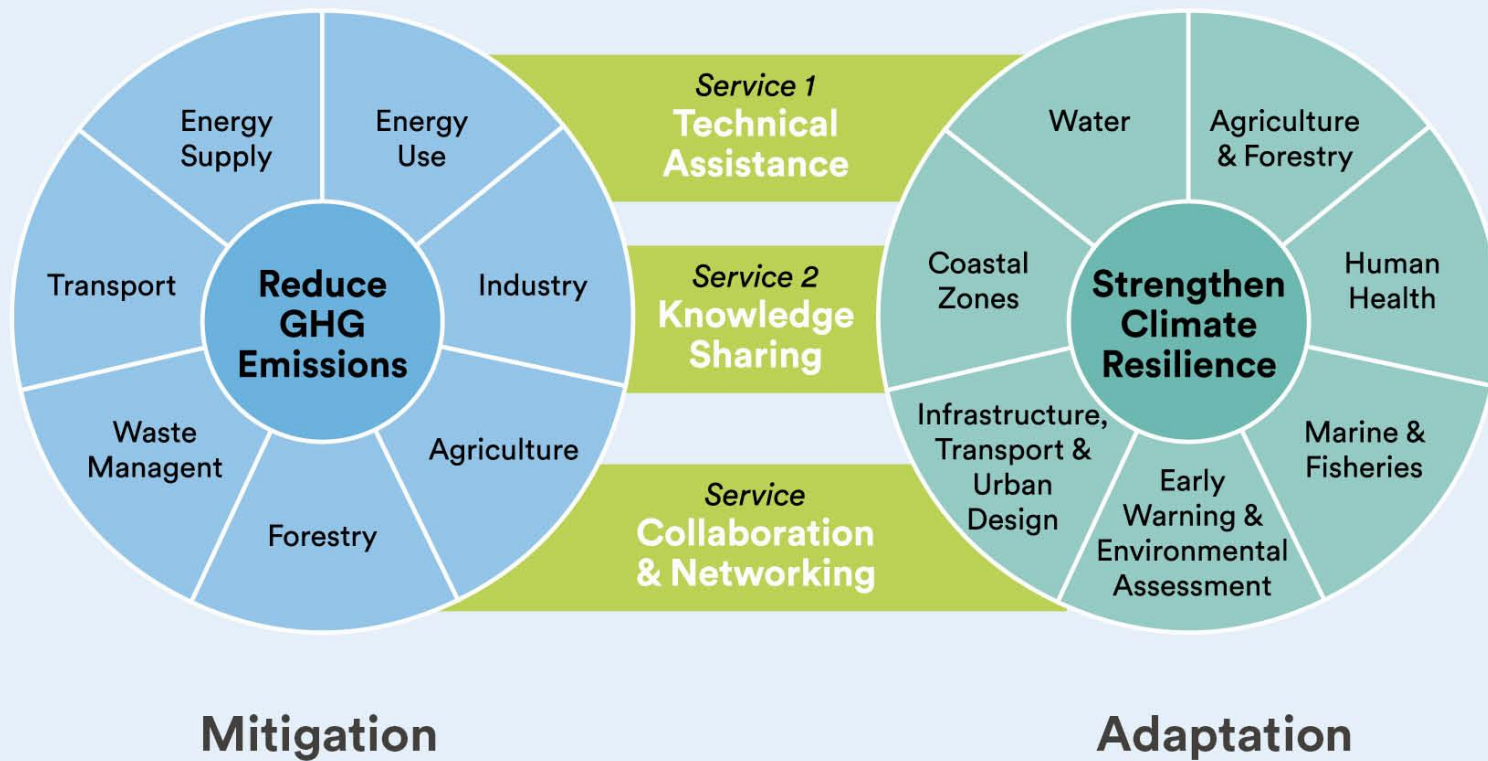 Energy
Supply
Energy
Use
Transport
Reduce
GHG
Emissions
Industry
Waste
Managent
Agriculture
Forestry
Service 1
Technical
Assistance
Service 2
Knowledge
Sharing
Service
Collaboration
& Networking
Water
Agriculture
& Forestry
Coastal
Zones
Strengthen
Climate
Resilience
Human
Health
Infrastructure,
Transport &
Urban
Design
Early
Warning &
Environmental
Assessment
Marine &
Fisheries
Mitigation
Adaptation